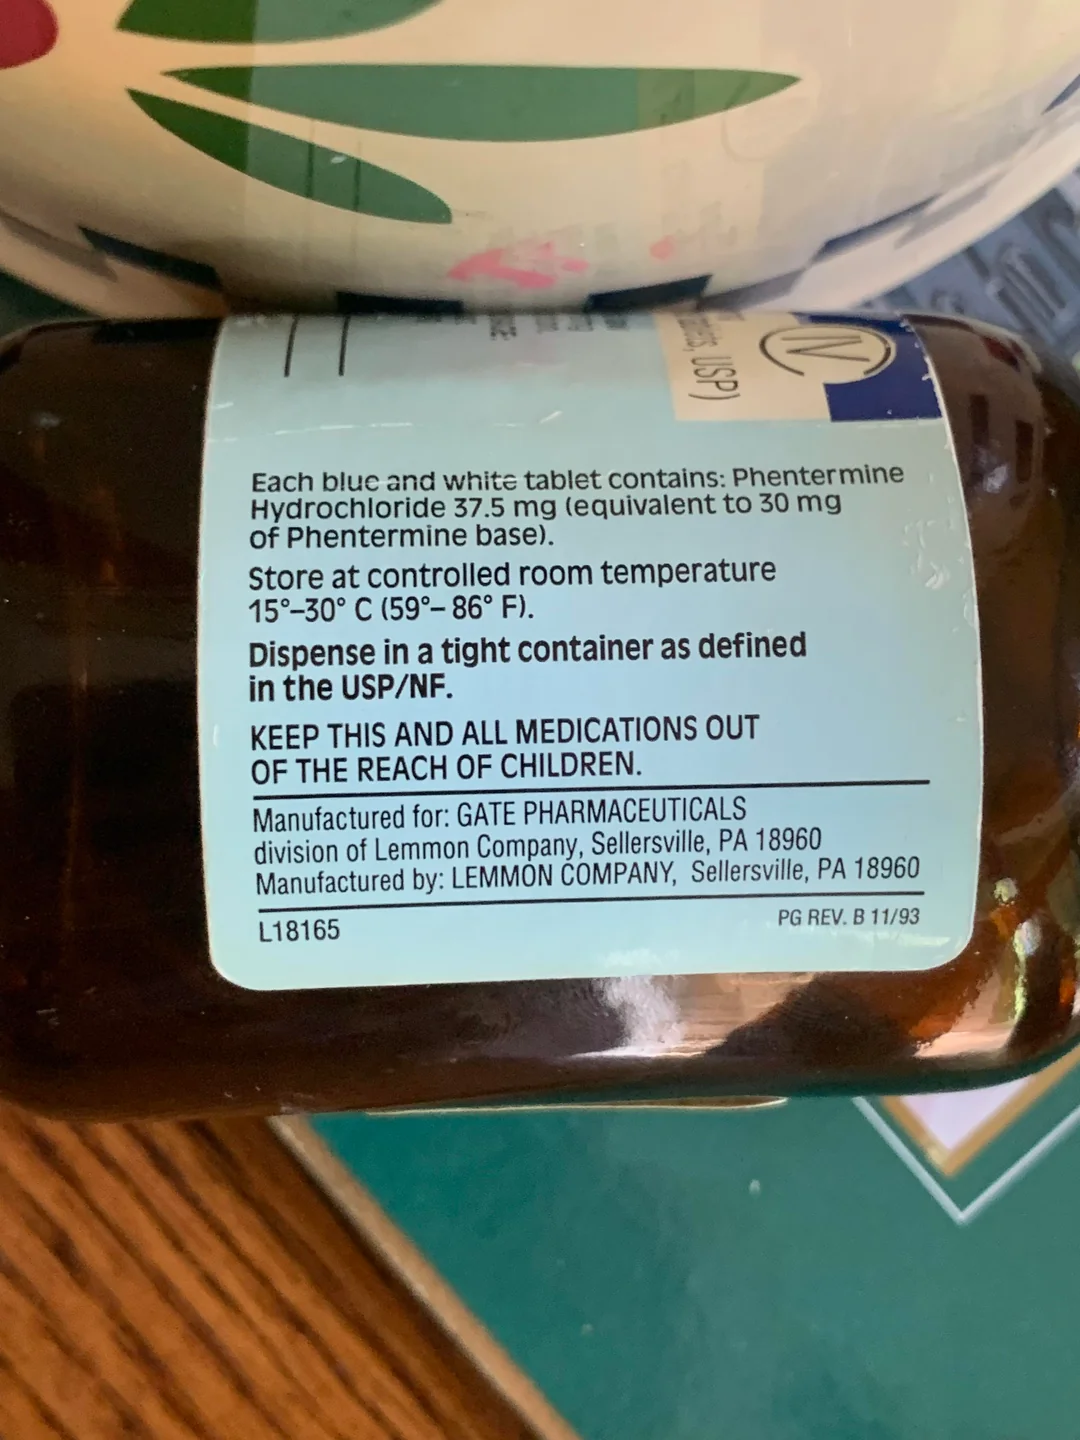 IV
USP)
Each blue and white tablet contains: Phentermine
Hydrochloride 37.5 mg (equivalent to 30 mg
of Phentermine base).
Store at controlled room temperature
15°–30° C (59°– 86° F).
Dispense in a tight container as defined
in the USP/NF.
KEEP THIS AND ALL MEDICATIONS OUT
OF THE REACH OF CHILDREN.
Manufactured for: GATE PHARMACEUTICALS
division of Lemmon Company, Sellersville, PA 18960
Manufactured by: LEMMON COMPANY, Sellersville, PA 18960
L18165
PG REV. B 11/93